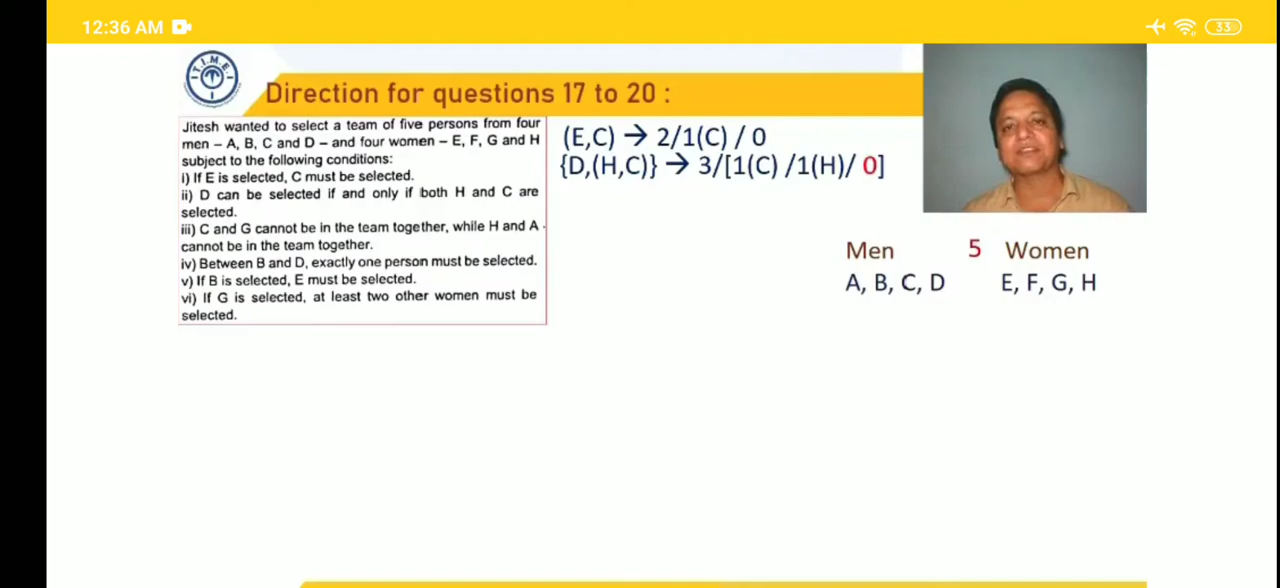 12:36 AM
33
T.I.M.E.
Direction for questions 17 to 20 :
Jitesh wanted to select a team of five persons from four
men – A, B, C and D – and four women – E, F, G and H
subject to the following conditions:
i) If E is selected, C must be selected.
ii) D can be selected if and only if both H and C are
selected.
iii) C and G cannot be in the team together, while H and A
cannot be in the team together.
iv) Between B and D, exactly one person must be selected.
v) If B is selected, E must be selected.
vi) If G is selected, at least two other women must be
selected.
(E,C) → 2/1(C) / 0
{D,(H,C)} → 3/[1(C) /1(H)/ 0]
Men 5 Women
A, B, C, D E, F, G, H